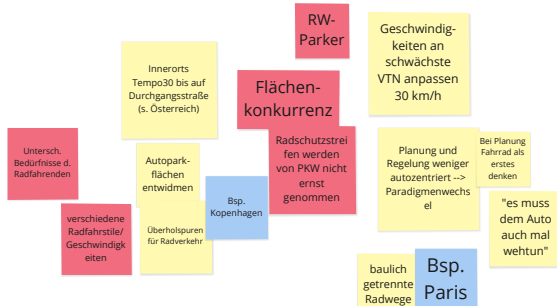 RW-
Parker
Geschwindig-
keiten an
schwächste
VTN anpassen
30 km/h
Innerorts
Tempo30 bis auf
Durchgangsstraße
(s. Österreich)
Flächen-
konkurrenz
Untersch.
Bedürfnisse d.
Radfahrenden
Autopark-
flächen
entwidmen
Radschutzstrei
fen werden
von PKW nicht
ernst
genommen
Planung und
Regelung weniger
autozentriert -->
Paradigmenwechs
el
Bei Planung
Fahrrad als
erstes
denken
Bsp.
Kopenhagen
verschiedene
Radfahrstile/
Geschwindigk
eiten
Überholspuren
für Radverkehr
"es muss
dem Auto
auch mal
wehtun"
baulich
getrennte
Radwege
Bsp.
Paris